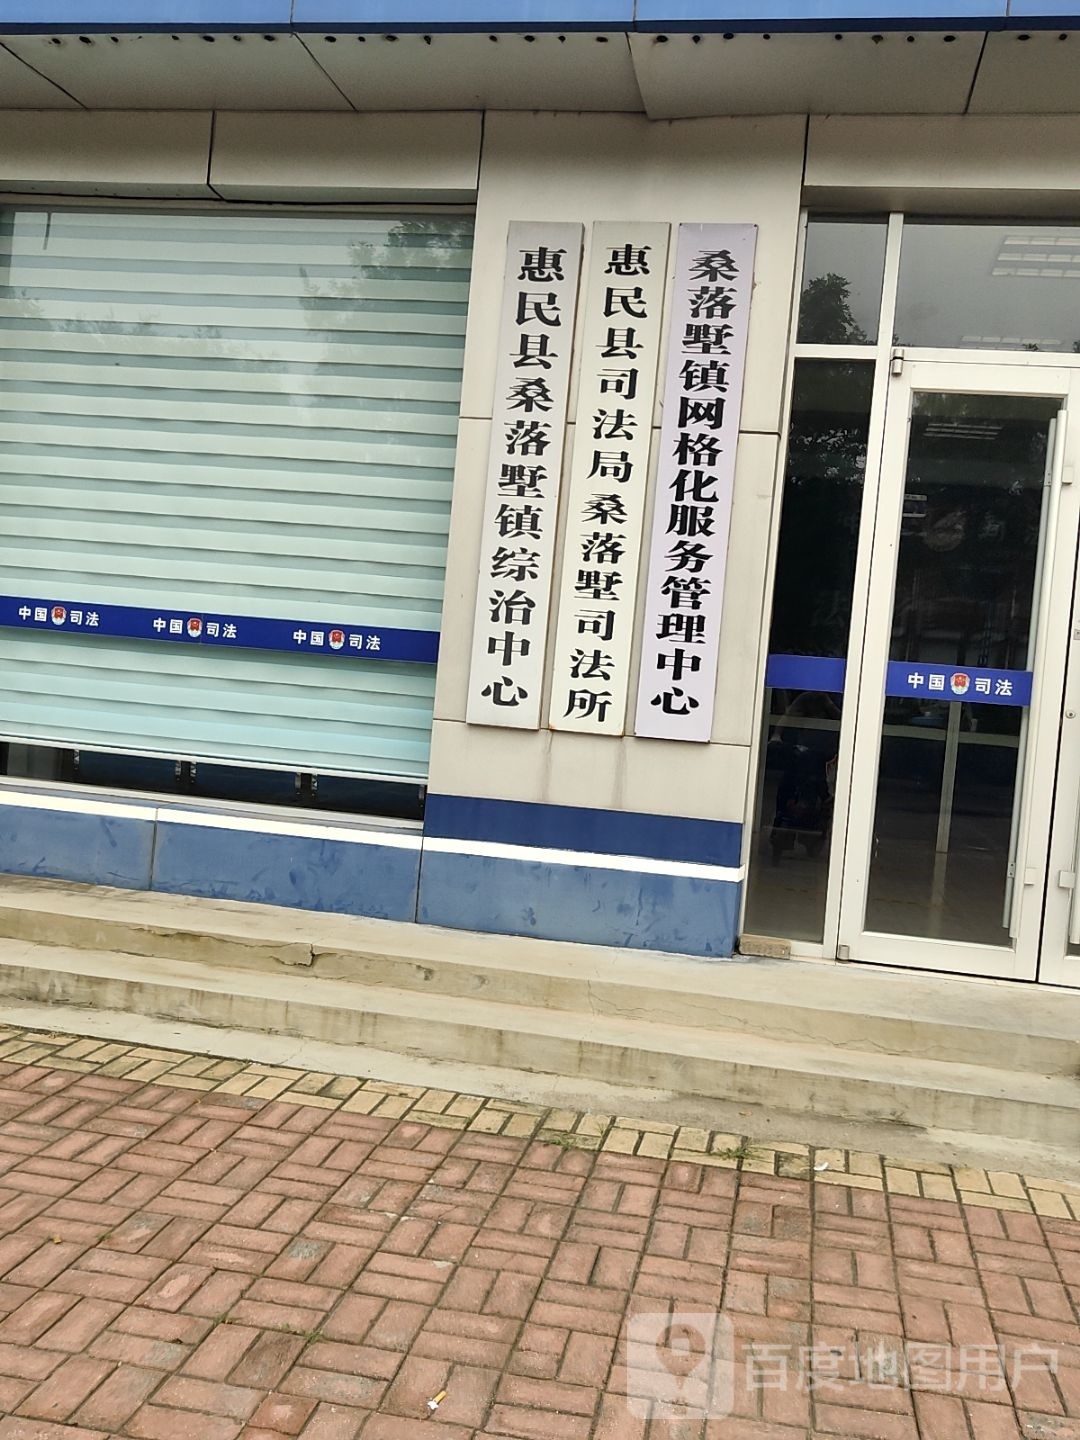 惠民县桑落墅镇综治中心
惠民县司法局桑落墅司法所
桑落墅镇网格化服务管理中心
中国司法
中国司法
中国司法
中国司法
百度地图用户